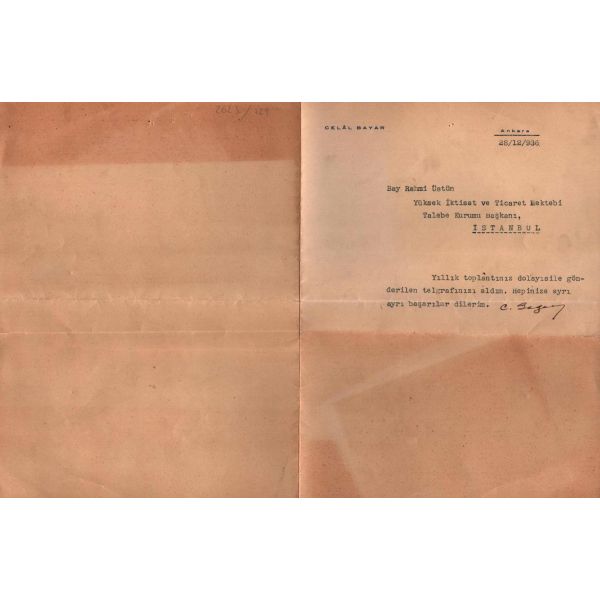 CELÂL BAYAR
Ankara
28/12/936
Bay Rahmi Üstün
Yüksek İktisat ve Ticaret Mektebi
Talebe Kurumu Başkanı,
İSTANBUL
Yıllık toplantınız dolayısile gön-
derilen telgrafınızı aldım. Hepinize ayrı
ayrı başarılar dilerim. C. Bayar